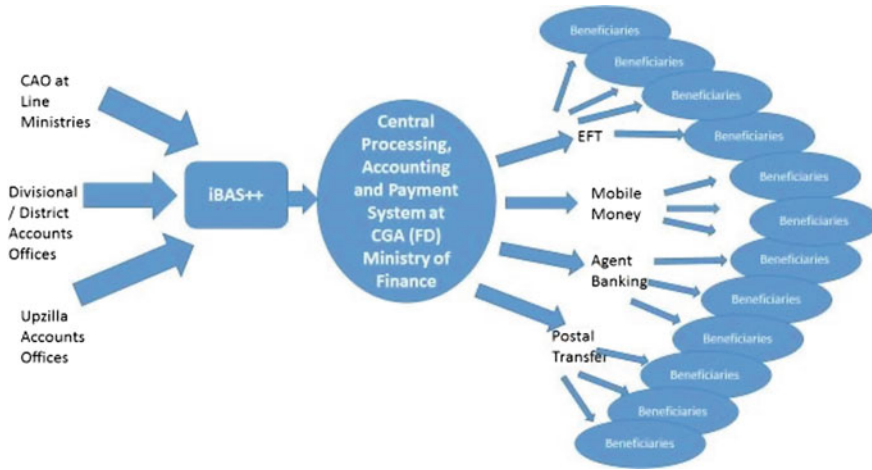 CAO at
Line
Ministries
Divisional
/ District
Accounts
Offices
Upzilla
Accounts
Offices
iBAS++
Central
Processing,
Accounting
and Payment
System at
CGA (FD)
Ministry of
Finance
EFT
Mobile
Money
Agent
Banking
Postal
Transfer
Beneficiaries
Beneficiaries
Beneficiaries
Beneficiaries
Beneficiaries
Beneficiaries
Beneficiaries
Beneficiaries
Beneficiaries
Beneficiaries
Beneficiaries
Beneficiaries